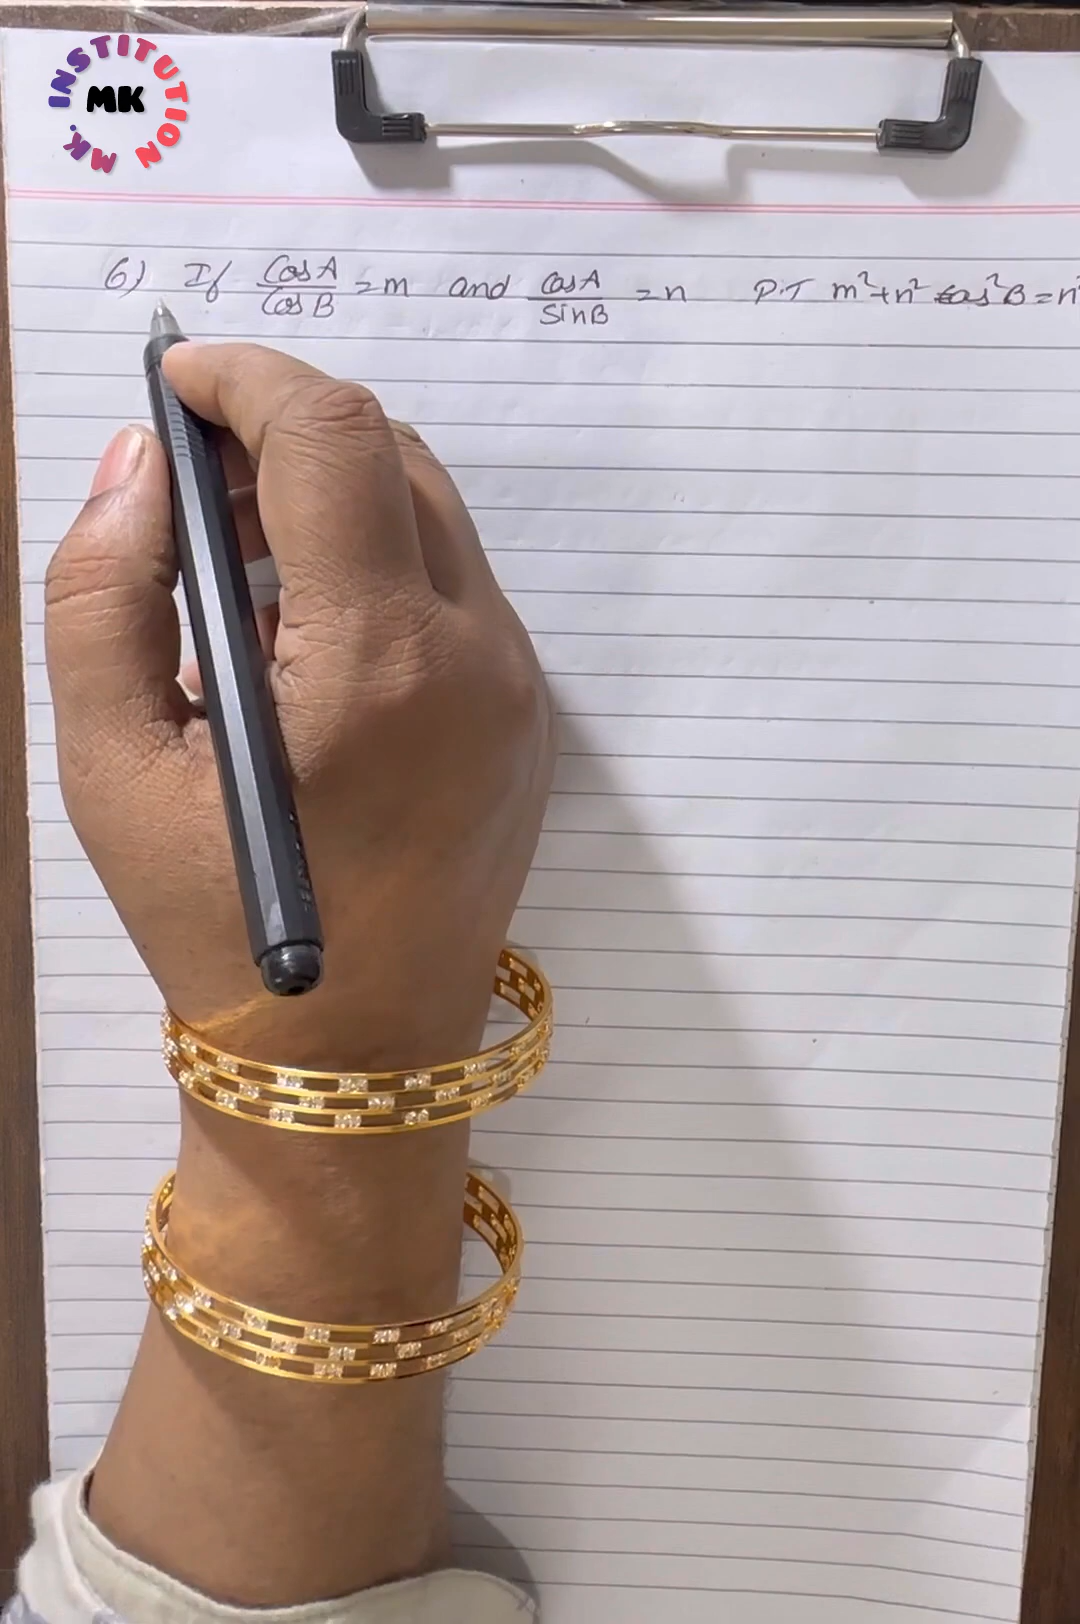 MK. INSTITUTION
MK
6) If CosA/CosB = m and CosA/SinB = n P.T m²+n² cos²B = n²